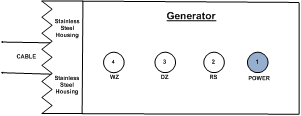 Generator
Stainless
Steel
Housing
CABLE
4
3
2
1
WZ
DZ
RS
POWER
Stainless
Steel
Housing